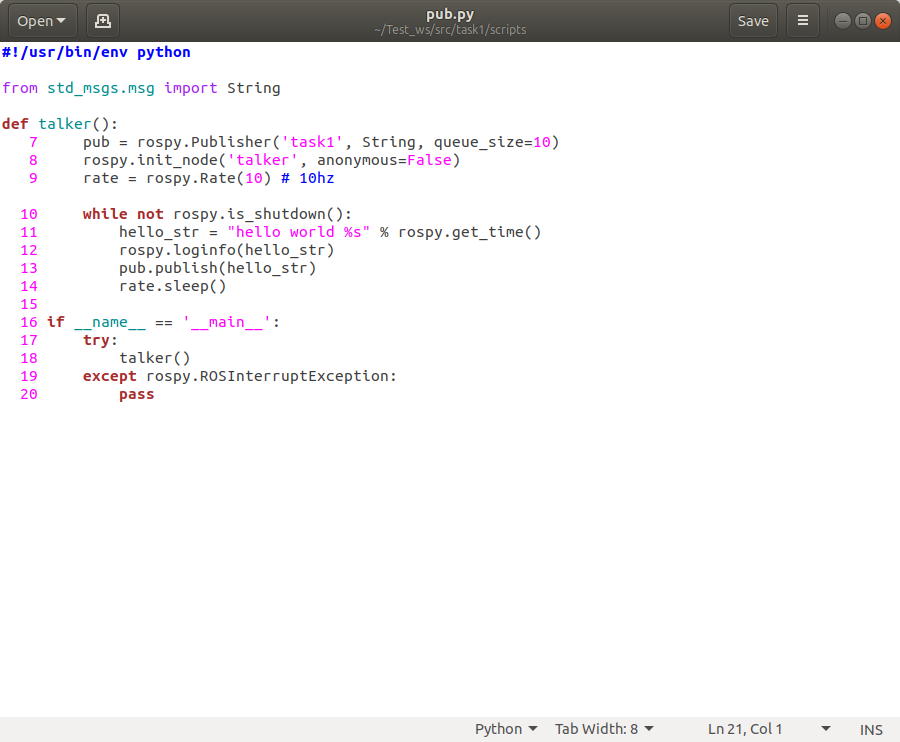 Open
pub.py
~/Test_ws/src/task1/scripts
Save
#!/usr/bin/env python
from std_msgs.msg import String
def talker():
7     pub = rospy.Publisher('task1', String, queue_size=10)
8     rospy.init_node('talker', anonymous=False)
9     rate = rospy.Rate(10) # 10hz
10     while not rospy.is_shutdown():
11         hello_str = "hello world %s" % rospy.get_time()
12         rospy.loginfo(hello_str)
13         pub.publish(hello_str)
14         rate.sleep()
15
16 if __name__ == '__main__':
17     try:
18         talker()
19     except rospy.ROSInterruptException:
20         pass
Python Tab Width: 8 Ln 21, Col 1 INS